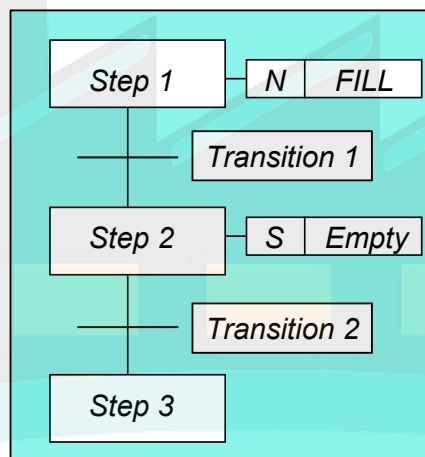 Step 1
N FILL
Transition 1
Step 2
S Empty
Transition 2
Step 3